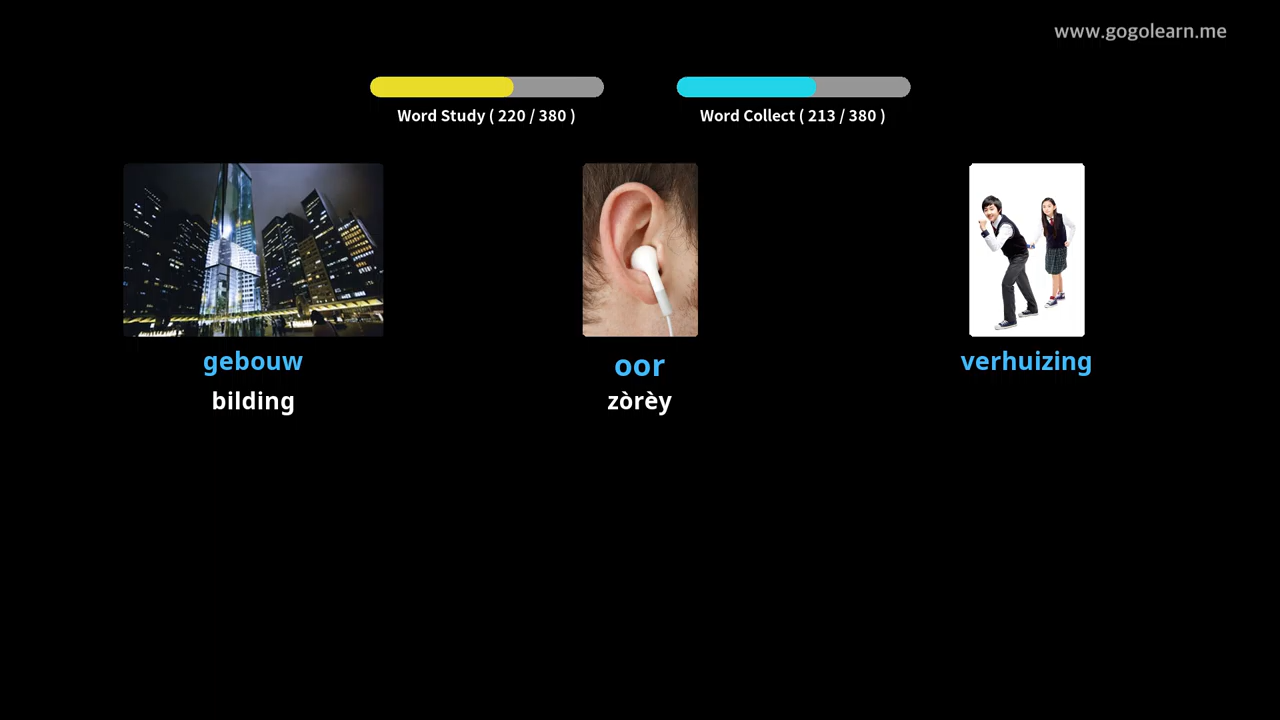 www.gogolearn.me
Word Study ( 220 / 380 )
Word Collect ( 213 / 380 )
gebouw
bilding
oor
zòrèy
verhuizing